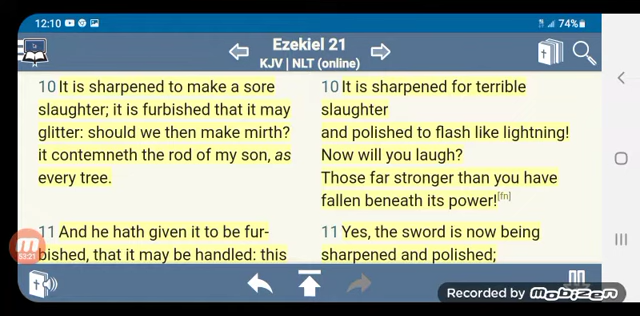 12:10
74%
Ezekiel 21
KJV | NLT (online)
10 It is sharpened to make a sore
slaughter; it is furbished that it may
glitter: should we then make mirth?
it contemneth the rod of my son, as
every tree.
11 And he hath given it to be fur-
bished, that it may be handled: this
10 It is sharpened for terrible
slaughter
and polished to flash like lightning!
Now will you laugh?
Those far stronger than you have
fallen beneath its power![fn]
11 Yes, the sword is now being
sharpened and polished;
53:21
Recorded by MOBIZEN